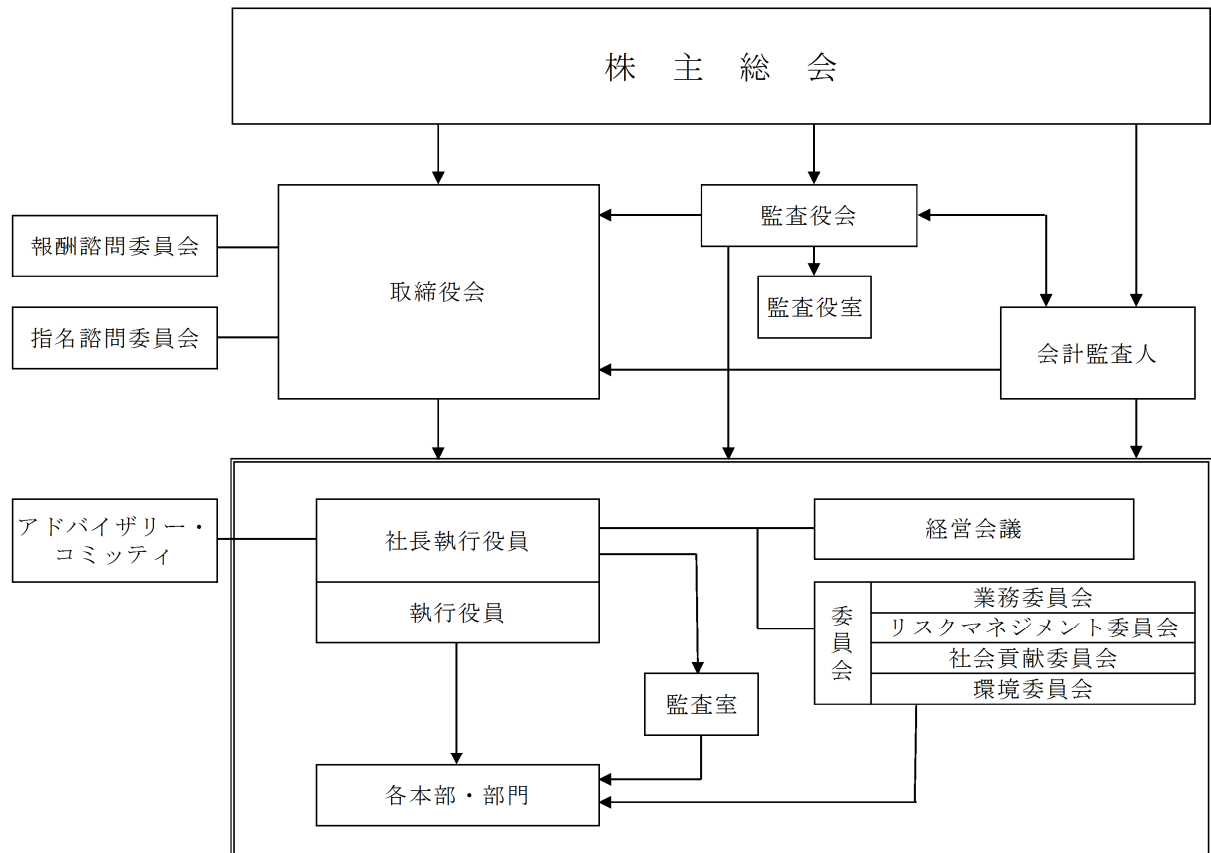 株主総会
監査役会
報酬諮問委員会
取締役会
監査役室
指名諮問委員会
会計監査人
アドバイザリー・
コミッティ
社長執行役員
経営会議
執行役員
委員会
業務委員会
リスクマネジメント委員会
社会貢献委員会
環境委員会
監査室
各本部・部門